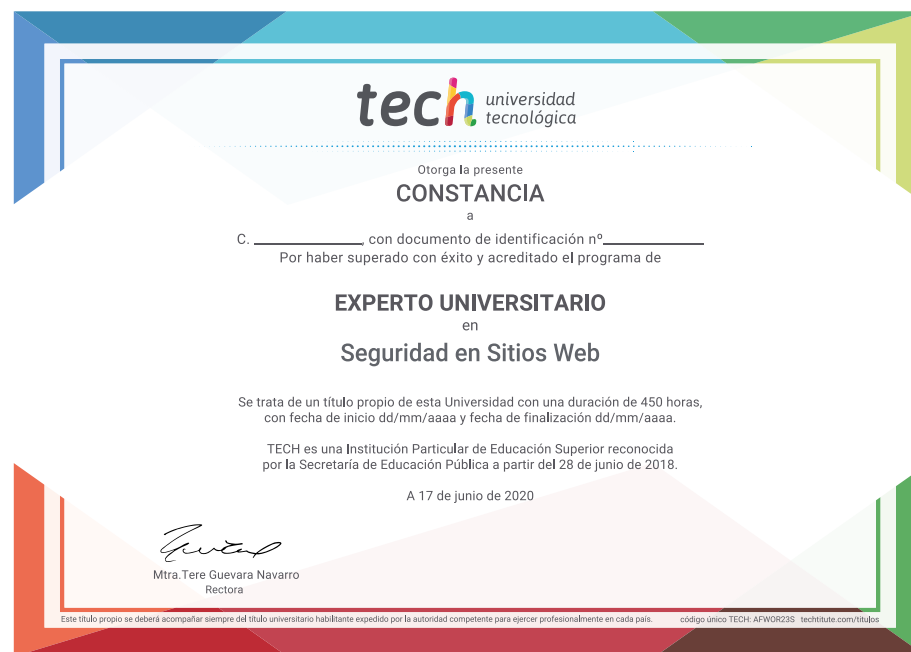 tech universidad
tecnológica
Otorga la presente
CONSTANCIA
a
C. ____________, con documento de identificación nº____________
Por haber superado con éxito y acreditado el programa de
EXPERTO UNIVERSITARIO
en
Seguridad en Sitios Web
Se trata de un título propio de esta Universidad con una duración de 450 horas,
con fecha de inicio dd/mm/aaaa y fecha de finalización dd/mm/aaaa.
TECH es una Institución Particular de Educación Superior reconocida
por la Secretaría de Educación Pública a partir del 28 de junio de 2018.
A 17 de junio de 2020
Mtra.Tere Guevara Navarro
Rectora
Este título propio se deberá acompañar siempre del título universitario habilitante expedido por la autoridad competente para ejercer profesionalmente en cada país. código único TECH: AFWOR23S techtitute.com/titulos